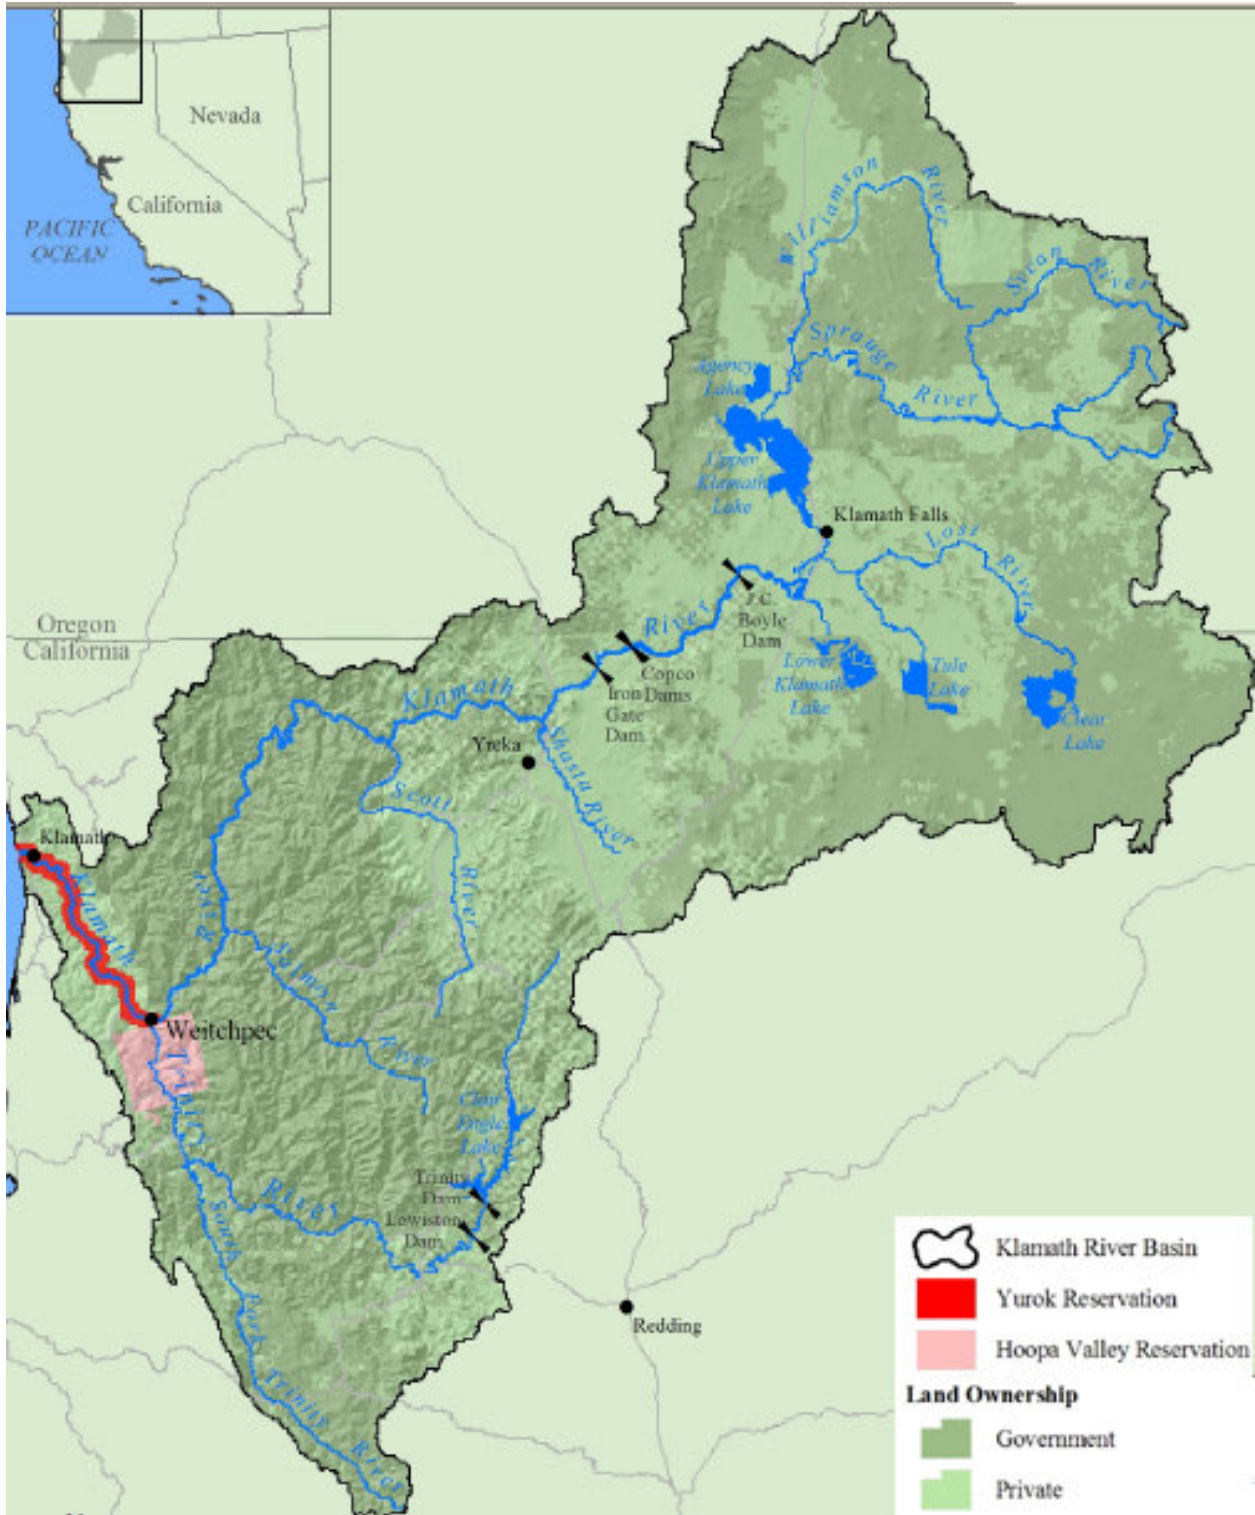 Nevada
California
PACIFIC
OCEAN
Williamson
River
Sycan
River
Sprauge
River
Agency
Lake
Upper
Klamath
Lake
Klamath Falls
Lost
River
J.C.
Boyle
Dam
River
Oregon
California
Copco
Dams
Iron
Gate
Dam
Lower
Klamath
Lake
Tule
Lake
Clear
Lake
Klamath
Yreka
Shasta River
Scott
River
Klamath
Klamath
River
Salmon
River
Weitchpec
Trinity
River
Clair
Engle
Lake
Trinity
Dam
Lewiston
Dam
South
Fork
Trinity
River
Redding
Klamath River Basin
Yurok Reservation
Hoopa Valley Reservation
Land Ownership
Government
Private